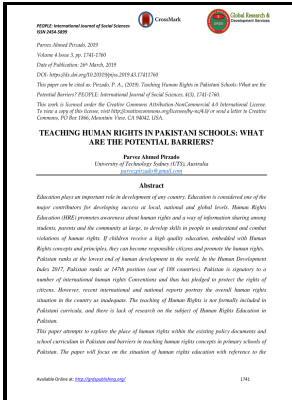 PEOPLE: International Journal of Social Sciences
ISSN 2454-5899
CrossMark
Global Research &
Development Services
Parvez Ahmed Pirzado, 2019
Volume 4 Issue 3, pp. 1741-1760
Date of Publication: 26th March, 2019
DOI- https://dx.doi.org/10.20319/pijss.2019.43.17411760
This paper can be cited as: Pirzado, P. A., (2019). Teaching Human Rights in Pakistani Schools: What are the
Potential Barriers? PEOPLE: International Journal of Social Sciences, 4(3), 1741-1760.
This work is licensed under the Creative Commons Attribution-NonCommercial 4.0 International License.
To view a copy of this license, visit http://creativecommons.org/licenses/by-nc/4.0/ or send a letter to Creative
Commons, PO Box 1866, Mountain View, CA 94042, USA.
TEACHING HUMAN RIGHTS IN PAKISTANI SCHOOLS: WHAT
ARE THE POTENTIAL BARRIERS?
Parvez Ahmed Pirzado
University of Technology Sydney (UTS), Australia
parvezpirzado@gmail.com
Abstract
Education plays an important role in development of any country. Education is considered one of the
major contributors for developing success at local, national and global levels. Human Rights
Education (HRE) promotes awareness about human rights and a way of information sharing among
students, parents and the community at large, to develop skills in people to understand and combat
violations of human rights. If children receive a high quality education, embedded with Human
Rights concepts and principles, they can become responsible citizens and promote the human rights.
Pakistan ranks at the lowest end of human development in the world. In the Human Development
Index 2017, Pakistan ranks at 147th position (out of 188 countries). Pakistan is signatory to a
number of international human rights Conventions and thus has pledged to protect the rights of
citizens. However, recent international and national reports portray the overall human rights
situation in the country as inadequate. The teaching of Human Rights is not formally included in
Pakistani curricula, and there is lack of research on the subject of Human Rights Education in
Pakistan.
This paper attempts to explore the place of human rights within the existing policy documents and
school curriculum in Pakistan and barriers in teaching human rights concepts in primary schools of
Pakistan. The paper will focus on the situation of human rights education with reference to the
Available Online at: http://grdspublishing.org/
1741